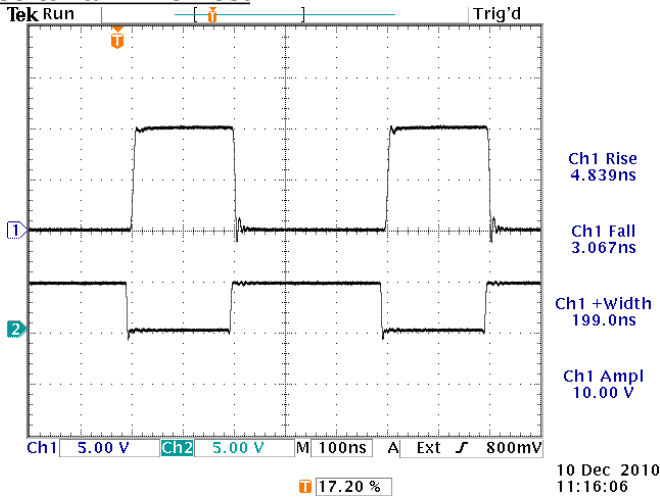 Tek Run Trig'd
T
T
Ch1 Rise
4.839ns
1
Ch1 Fall
3.067ns
Ch1 +Width
199.0ns
2
Ch1 Ampl
10.00 V
Ch1 5.00 V Ch2 5.00 V M 100ns A Ext 800mV
T 17.20 %
10 Dec 2010
11:16:06